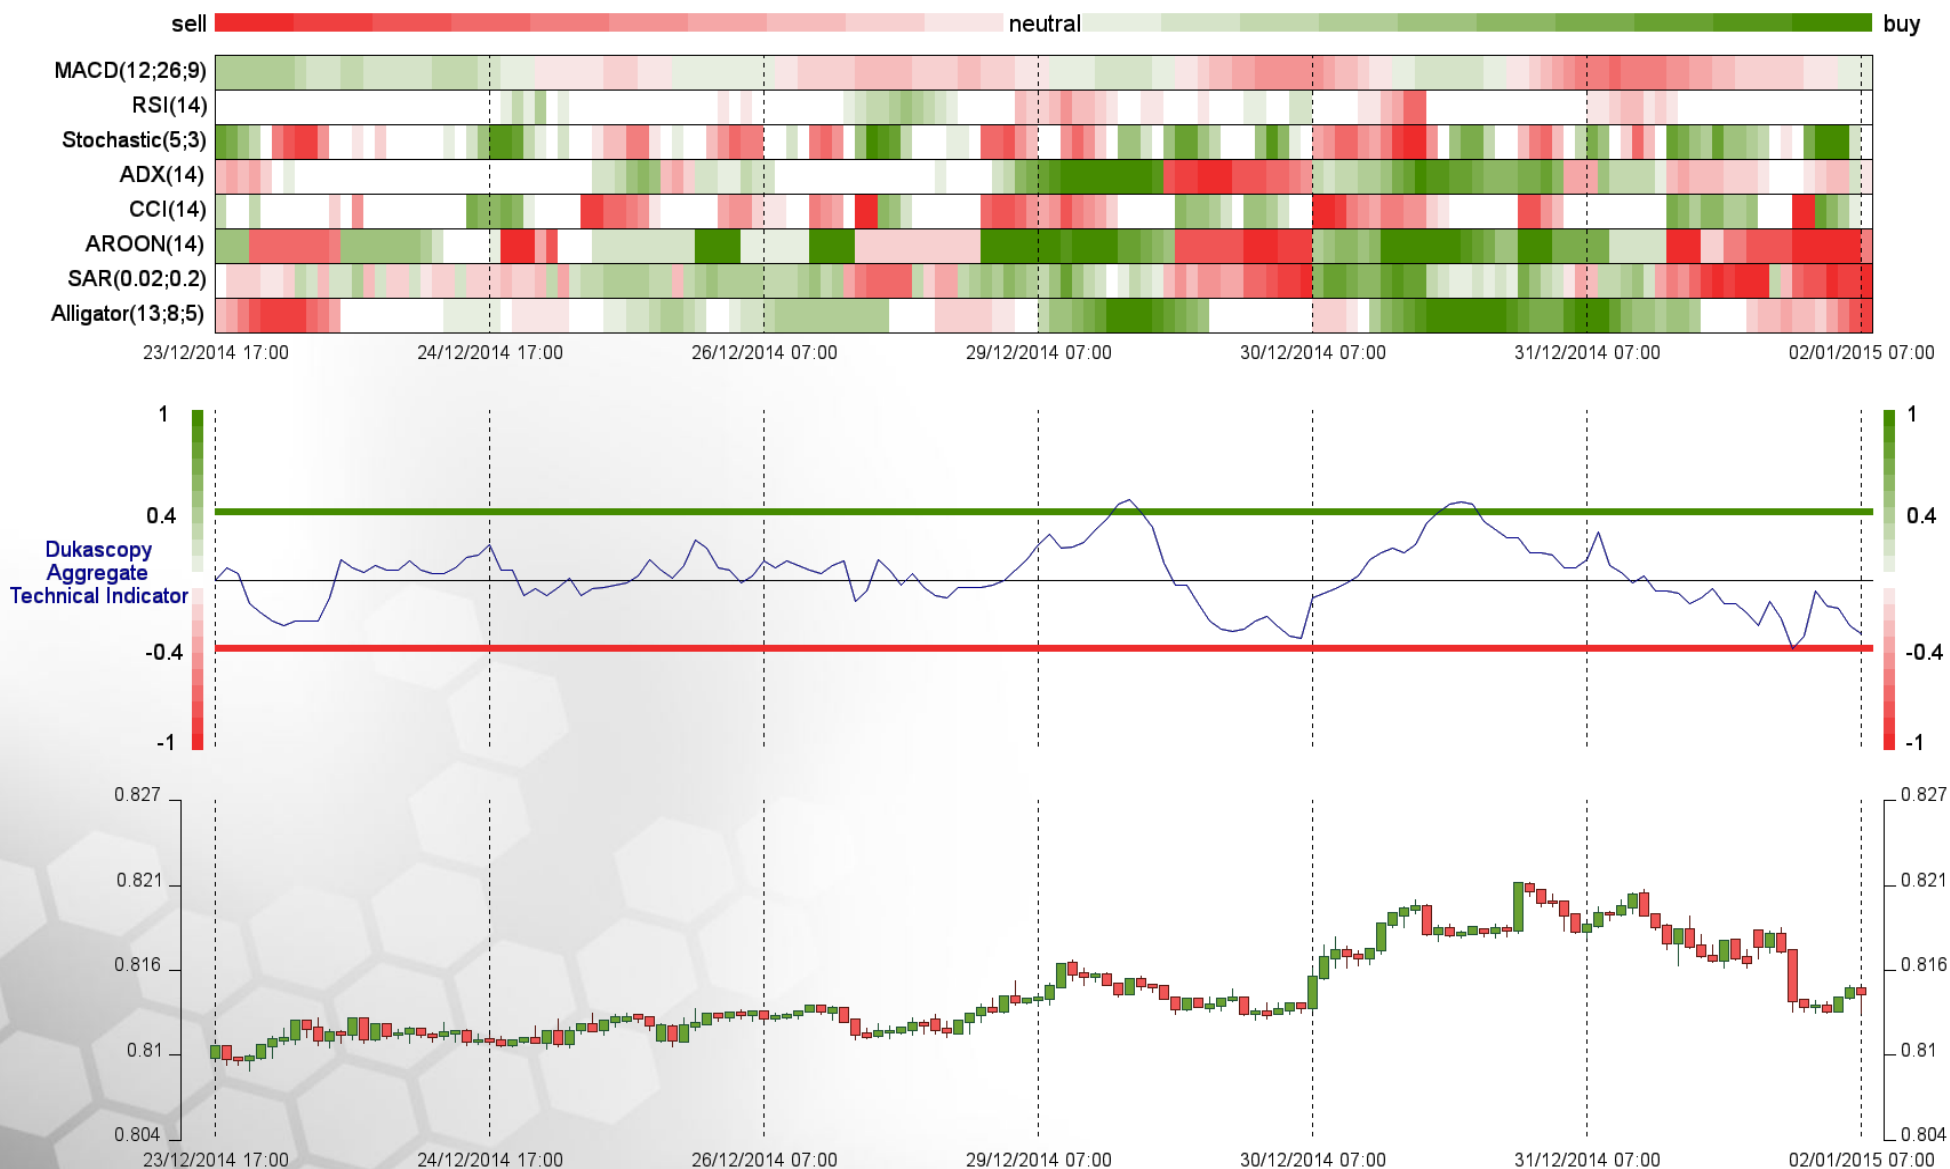 sell neutral buy
MACD(12;26;9)
RSI(14)
Stochastic(5;3)
ADX(14)
CCI(14)
AROON(14)
SAR(0.02;0.2)
Alligator(13;8;5)
23/12/2014 17:00 24/12/2014 17:00 26/12/2014 07:00 29/12/2014 07:00 30/12/2014 07:00 31/12/2014 07:00 02/01/2015 07:00
1 1
0.4 0.4
Dukascopy
Aggregate
Technical Indicator
-0.4 -0.4
-1 -1
0.827 0.827
0.821 0.821
0.816 0.816
0.81 0.81
0.804 0.804
23/12/2014 17:00 24/12/2014 17:00 26/12/2014 07:00 29/12/2014 07:00 30/12/2014 07:00 31/12/2014 07:00 02/01/2015 07:00